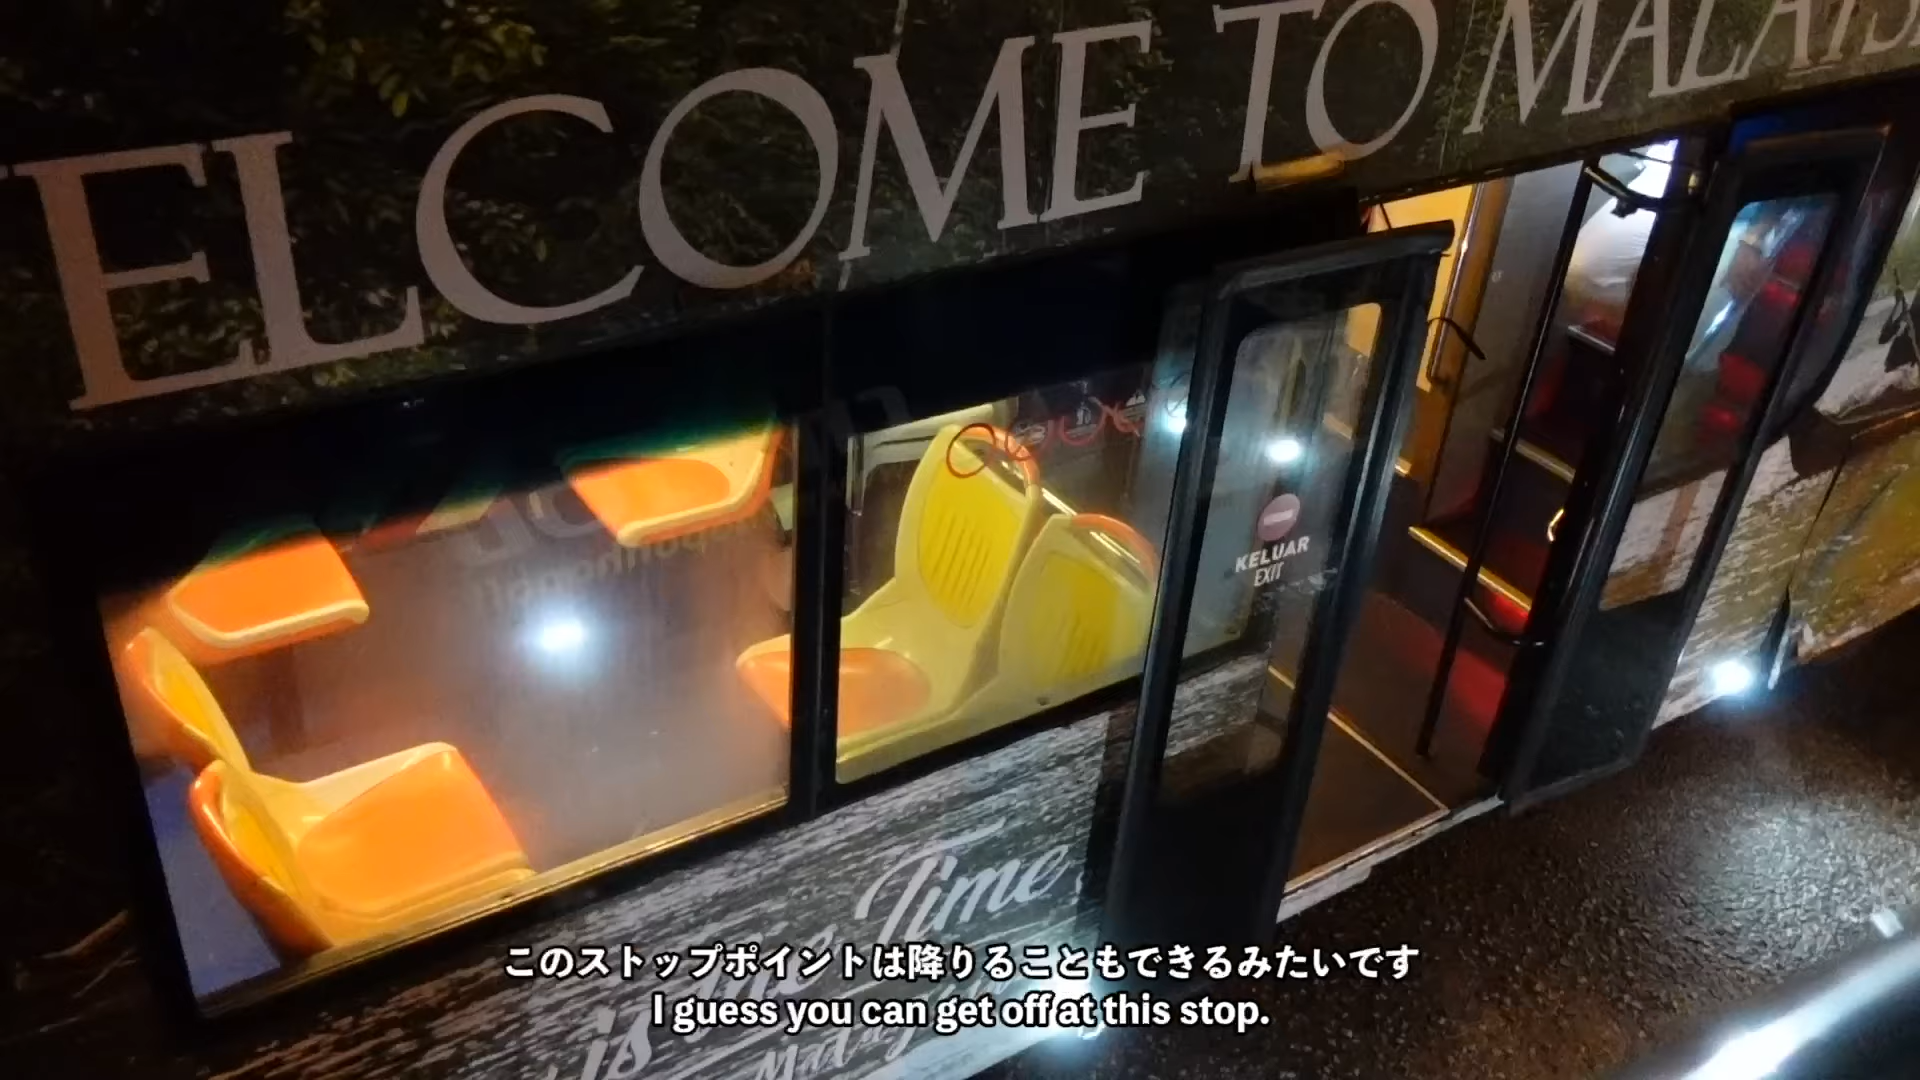 ELCOME TO MALAYS
KELUAR
EXIT
Time
is the
このストップポイントは降りることもできるみたいです
I guess you can get off at this stop.